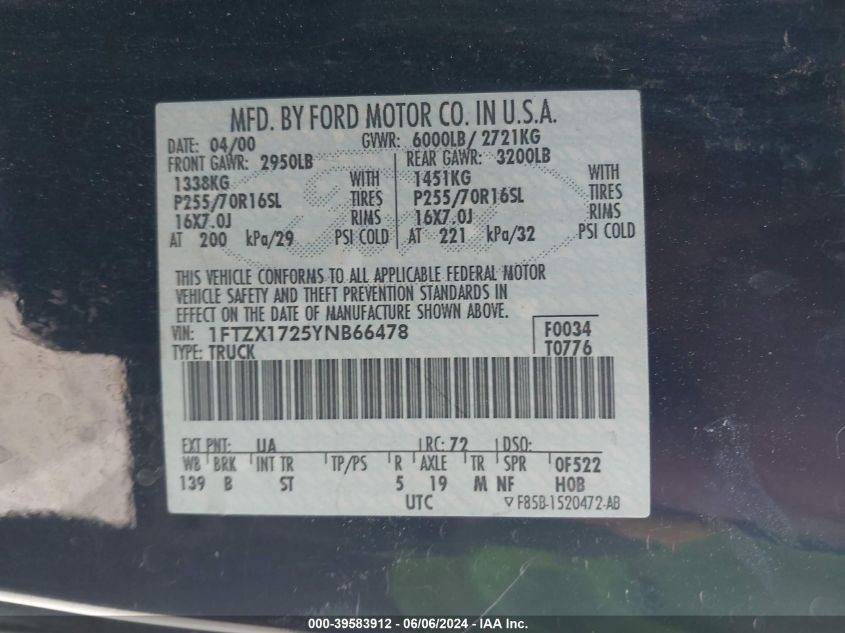 MFD. BY FORD MOTOR CO. IN U.S.A.
DATE: 04/00 GVWR: 6000LB/ 2721KG
FRONT GAWR: 2950LB REAR GAWR: 3200LB
1338KG WITH 1451KG WITH
P255/70R16SL TIRES P255/70R16SL TIRES
16X7.0J RIMS 16X7.0J RIMS
AT 200 kPa/29 PSI COLD AT 221 kPa/32 PSI COLD
THIS VEHICLE CONFORMS TO ALL APPLICABLE FEDERAL MOTOR
VEHICLE SAFETY AND THEFT PREVENTION STANDARDS IN
EFFECT ON THE DATE OF MANUFACTURE SHOWN ABOVE.
VIN: 1FTZX1725YNB66478 F0034
TYPE: TRUCK T0776
EXT PNT: UA RC: 72 DSO:
WB BRK INT TR TP/PS R AXLE TR SPR 0F522
139 B ST 5 19 M NF HOB
UTC ▽ F85B-1520472-AB
000-39583912 - 06/06/2024 - IAA Inc.